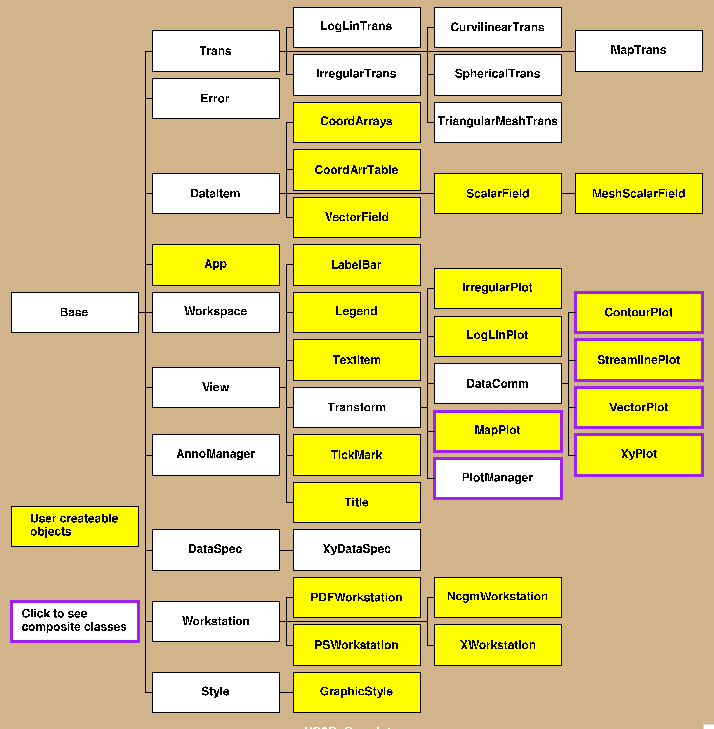 LogLinTrans
CurvilinearTrans
Trans
MapTrans
IrregularTrans
SphericalTrans
Error
CoordArrays
TriangularMeshTrans
CoordArrTable
DataItem
ScalarField
MeshScalarField
VectorField
App
LabelBar
IrregularPlot
Base
Workspace
Legend
ContourPlot
LogLinPlot
TextItem
StreamlinePlot
View
DataComm
Transform
VectorPlot
MapPlot
AnnoManager
TickMark
XyPlot
PlotManager
Title
User createable
objects
DataSpec
XyDataSpec
PDFWorkstation
NcgmWorkstation
Click to see
composite classes
Workstation
PSWorkstation
XWorkstation
Style
GraphicStyle